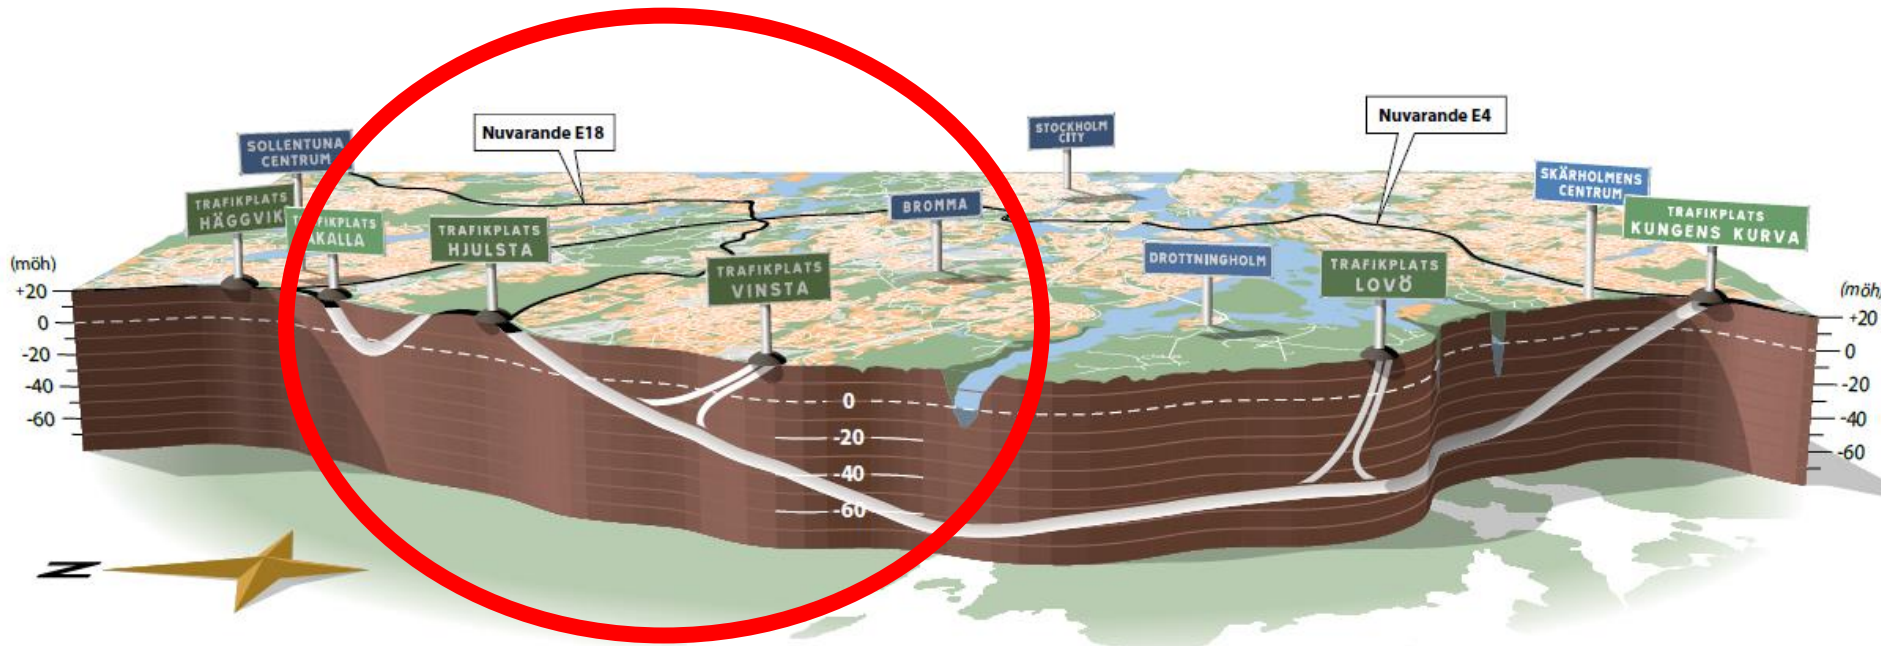 Nuvarande E18
STOCKHOLM
CITY
Nuvarande E4
SOLLENTUNA
CENTRUM
SKÄRHOLMENS
CENTRUM
TRAFIKPLATS
HÄGGVIK
TRAFIKPLATS
AKALLA
TRAFIKPLATS
HJULSTA
BROMMA
TRAFIKPLATS
KUNGENS KURVA
TRAFIKPLATS
VINSTA
DROTTNINGHOLM
TRAFIKPLATS
LOVÖ
(möh)
+20
0
-20
-40
-60
0
-20
-40
-60
(möh)
+20
0
-20
-40
-60
N